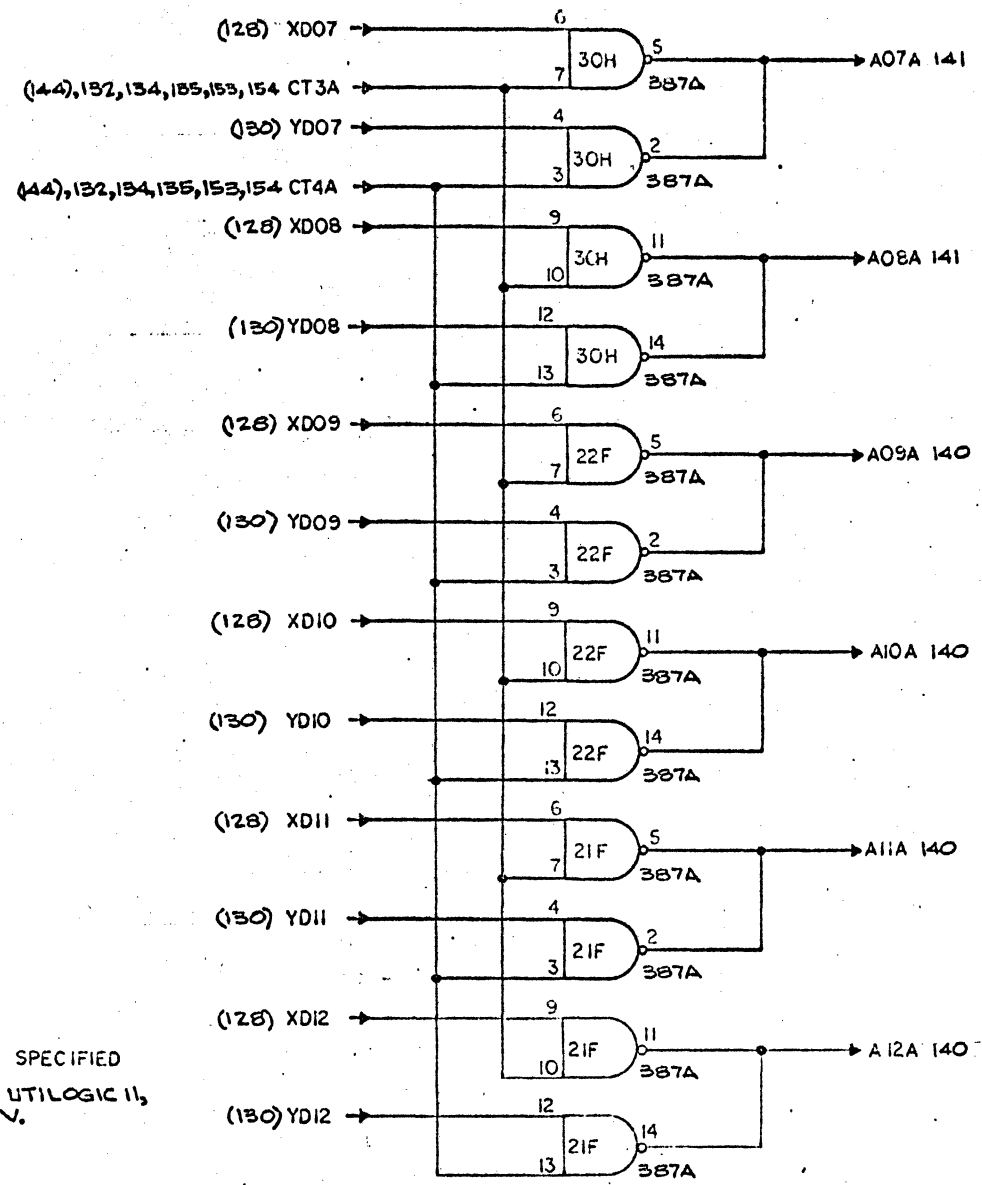 6
(128) XD07
30H
5
A07A 141
7
387A
(144),132,134,135,153,154 CT3A
4
(130) YD07
30H
2
3
387A
(144),132,134,135,153,154 CT4A
9
(128) XD08
30H
11
A08A 141
10
387A
12
(130) YD08
30H
14
13
387A
6
(128) XD09
22F
5
A09A 140
7
387A
4
(130) YD09
22F
2
3
387A
9
(128) XD10
22F
11
A10A 140
10
387A
12
(130) YD10
22F
14
13
387A
6
(128) XD11
21F
5
A11A 140
7
387A
4
(130) YD11
21F
2
3
387A
9
(128) XD12
21F
11
A12A 140
10
387A
SPECIFIED
UTILOGIC II,
V.
12
(130) YD12
21F
14
13
387A